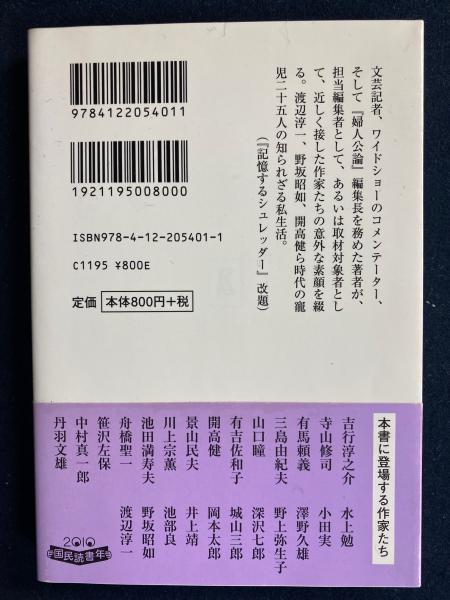 文芸記者、ワイドショーのコメンテーター、
そして『婦人公論』編集長を務めた著者が、
担当編集者として、あるいは取材対象者とし
て、近しく接した作家たちの意外な素顔を綴
る。渡辺淳一、野坂昭如、開高健ら時代の寵
児二十五人の知られざる私生活。
（『記憶するシュレッダー』改題）
9784122054011
1921195008000
ISBN978-4-12-205401-1
C1195 ¥800E
定価 本体800円+税
本書に登場する作家たち
吉行淳之介 水上勉
寺山修司 小田実
有馬頼義 澤野久雄
三島由紀夫 野上弥生子
山口瞳 深沢七郎
有吉佐和子 城山三郎
開高健 岡本太郎
景山民夫 井上靖
川上宗薫 池部良
池田満寿夫 野坂昭如
舟橋聖一 渡辺淳一
笹沢左保
中村真一郎
丹羽文雄
2010
国民読書年